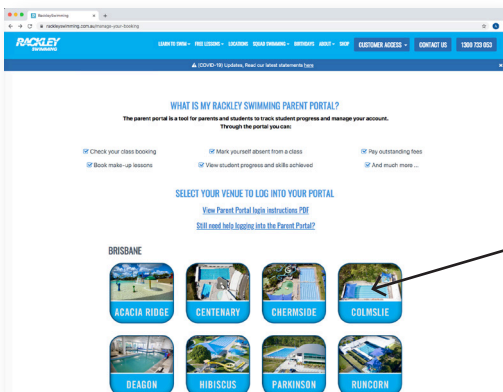 RackleySwimming
rackleyswimming.com.au/manage-your-booking
RACKLEY
SWIMMING
LEARN TO SWIM FREE LESSONS LOCATIONS SQUAD SWIMMING BIRTHDAYS ABOUT SHOP CUSTOMER ACCESS CONTACT US 1300 733 053
(COVID-19) Updates, Read our latest statements here
WHAT IS MY RACKLEY SWIMMING PARENT PORTAL?
The parent portal is a tool for parents and students to track student progress and manage your account.
Through the portal you can:
Check your class booking Mark yourself absent from a class Pay outstanding fees
Book make-up lessons View student progress and skills achieved And much more ...
SELECT YOUR VENUE TO LOG INTO YOUR PORTAL
View Parent Portal login instructions PDF
Still need help logging into the Parent Portal?
BRISBANE
ACACIA RIDGE CENTENARY CHERMSIDE COLMSLIE
DEAGON HIBISCUS PARKINSON RUNCORN